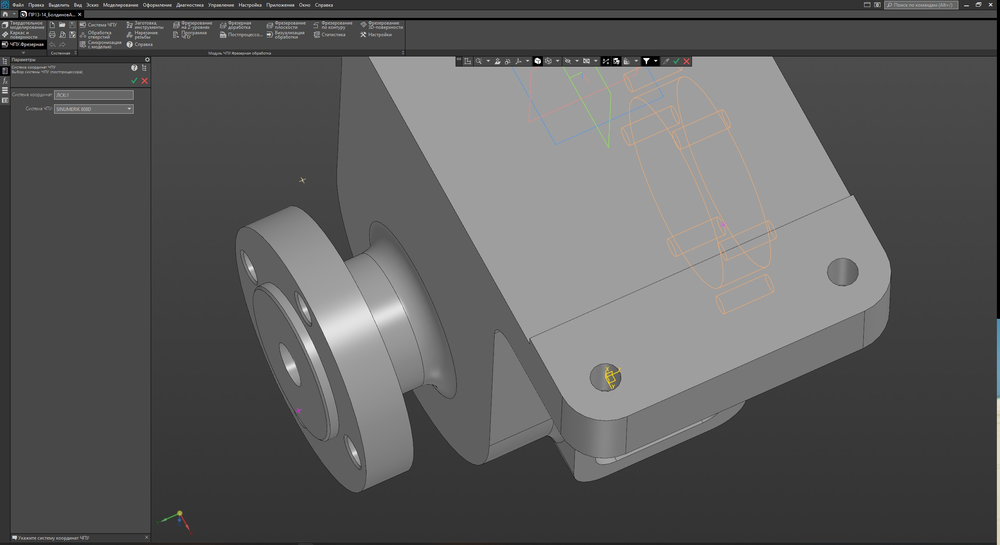 Файл Правка Выделить Вид Эскиз Моделирование Оформление Диагностика Управление Настройка Приложения Окно Справка Поиск по командам (Alt+/)
ПР13-14_БолдиновА...
Твердотельное моделирование
Каркас и поверхности
ЧПУ.Фрезерная
Системная
Система ЧПУ
Обработка отверстий
Синхронизация с моделью
Заготовка, инструменты
Нарезание резьбы
Справка
Фрезерование на Z-уровнях
Программа ЧПУ
Фрезерная доработка
Постпроцессо...
Фрезерование плоскости
Визуализация обработки
Фрезерование по контуру
Статистика
Фрезерование 3D-поверхности
Настройки
Модуль ЧПУ.Фрезерная обработка
Параметры
Система координат ЧПУ
Выбор системы ЧПУ (постпроцессора)
Система координат: ЛСК:1
Система ЧПУ: SINUMERIK 808D
X Z
Y
Y Z X
Укажите систему координат ЧПУ